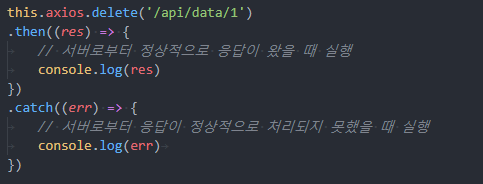 this.axios.delete('/api/data/1')
.then((res) => {
// 서버로부터 정상적으로 응답이 왔을 때 실행
console.log(res)
})
.catch((err) => {
// 서버로부터 응답이 정상적으로 처리되지 못했을 때 실행
console.log(err)
})